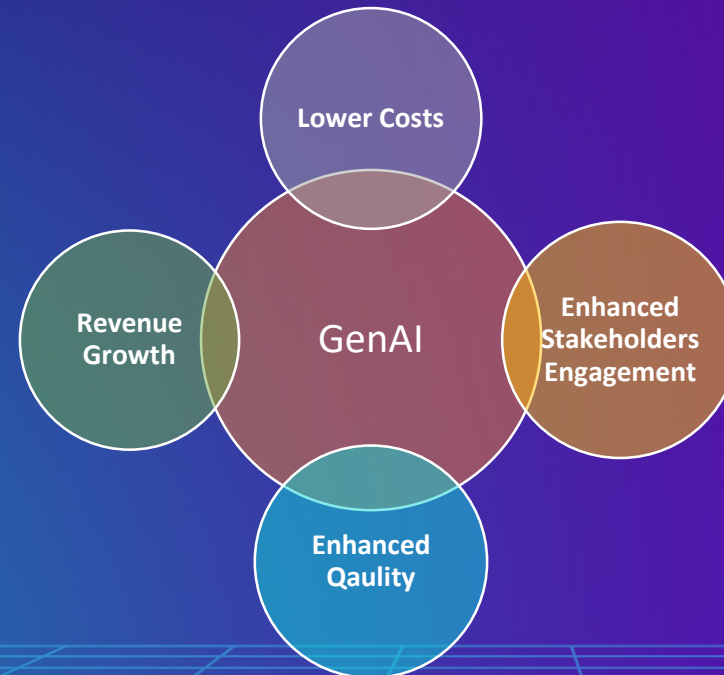 Lower Costs
Revenue
Growth
GenAI
Enhanced
Stakeholders
Engagement
Enhanced
Qaulity